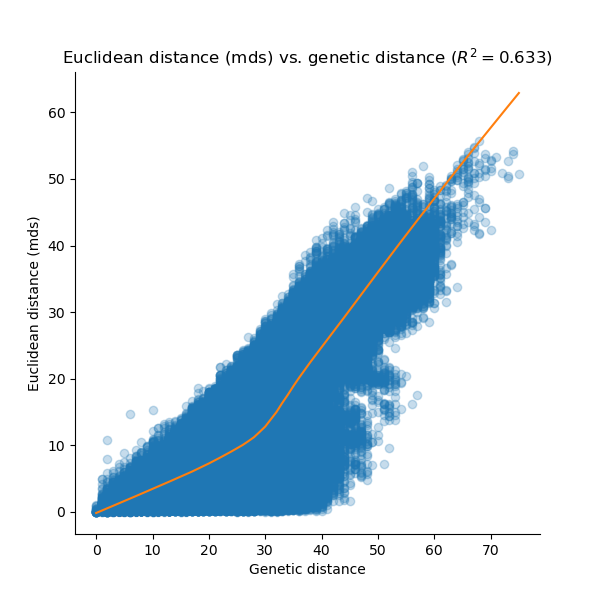 Euclidean distance (mds) vs. genetic distance (R² = 0.633)
60
50
40
30
20
10
0
Euclidean distance (mds)
0 10 20 30 40 50 60 70
Genetic distance